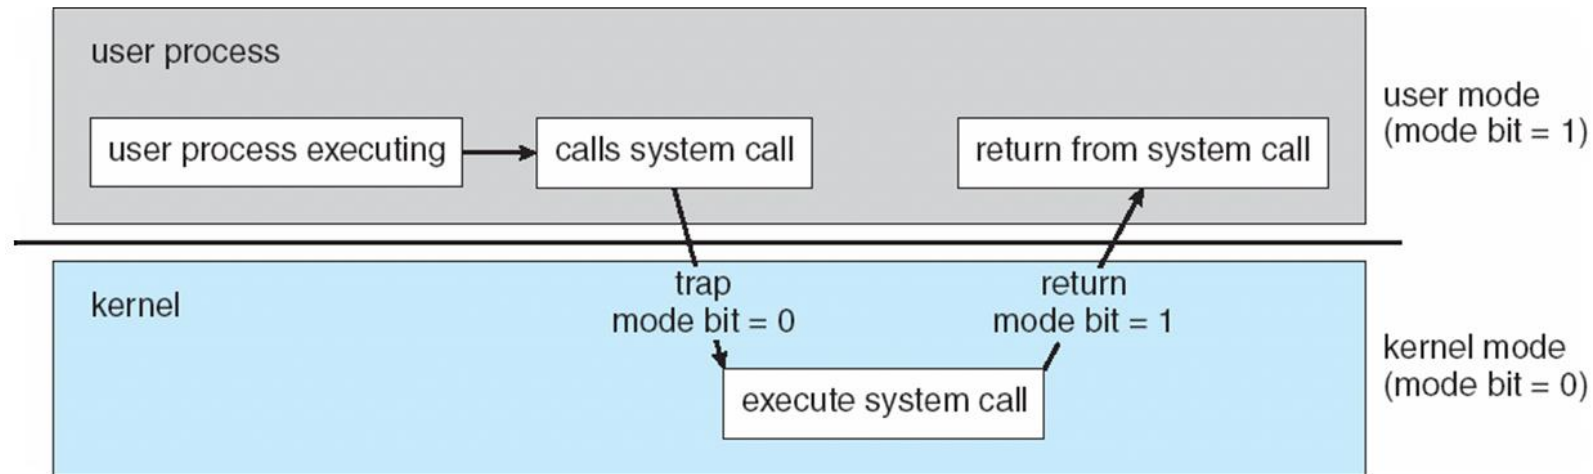 user process
user mode
(mode bit = 1)
user process executing
calls system call
return from system call
kernel
trap
mode bit = 0
return
mode bit = 1
kernel mode
(mode bit = 0)
execute system call